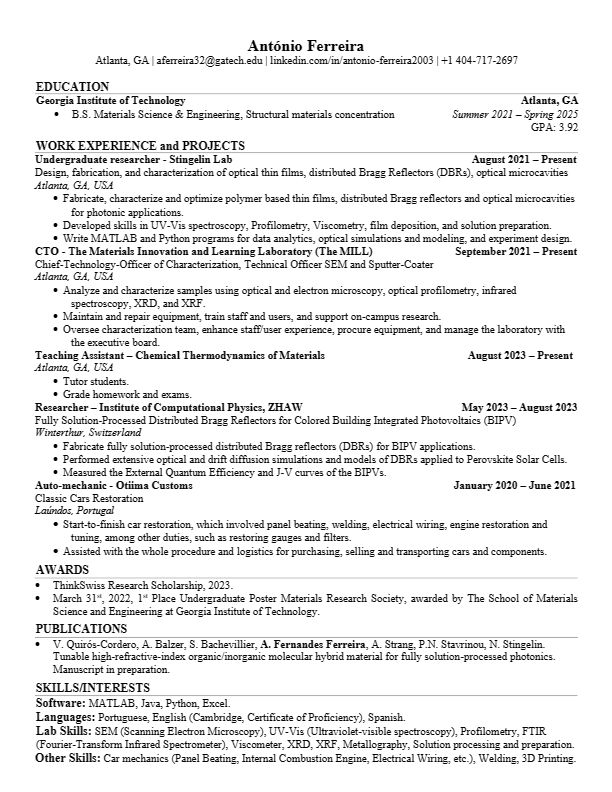 António Ferreira
Atlanta, GA | aferreira32@gatech.edu | linkedin.com/in/antonio-ferreira2003 | +1 404-717-2697
EDUCATION
Georgia Institute of Technology Atlanta, GA
• B.S. Materials Science & Engineering, Structural materials concentration Summer 2021 – Spring 2025
GPA: 3.92
WORK EXPERIENCE and PROJECTS
Undergraduate researcher - Stingelin Lab August 2021 – Present
Design, fabrication, and characterization of optical thin films, distributed Bragg Reflectors (DBRs), optical microcavities
Atlanta, GA, USA
• Fabricate, characterize and optimize polymer based thin films, distributed Bragg reflectors and optical microcavities
for photonic applications.
• Developed skills in UV-Vis spectroscopy, Profilometry, Viscometry, film deposition, and solution preparation.
• Write MATLAB and Python programs for data analytics, optical simulations and modeling, and experiment design.
CTO - The Materials Innovation and Learning Laboratory (The MILL) September 2021 – Present
Chief-Technology-Officer of Characterization, Technical Officer SEM and Sputter-Coater
Atlanta, GA, USA
• Analyze and characterize samples using optical and electron microscopy, optical profilometry, infrared
spectroscopy, XRD, and XRF.
• Maintain and repair equipment, train staff and users, and support on-campus research.
• Oversee characterization team, enhance staff/user experience, procure equipment, and manage the laboratory with
the executive board.
Teaching Assistant – Chemical Thermodynamics of Materials August 2023 – Present
Atlanta, GA, USA
• Tutor students.
• Grade homework and exams.
Researcher – Institute of Computational Physics, ZHAW May 2023 – August 2023
Fully Solution-Processed Distributed Bragg Reflectors for Colored Building Integrated Photovoltaics (BIPV)
Winterthur, Switzerland
• Fabricate fully solution-processed distributed Bragg reflectors (DBRs) for BIPV applications.
• Performed extensive optical and drift diffusion simulations and models of DBRs applied to Perovskite Solar Cells.
• Measured the External Quantum Efficiency and J-V curves of the BIPVs.
Auto-mechanic - Otiima Customs January 2020 – June 2021
Classic Cars Restoration
Laúndos, Portugal
• Start-to-finish car restoration, which involved panel beating, welding, electrical wiring, engine restoration and
tuning, among other duties, such as restoring gauges and filters.
• Assisted with the whole procedure and logistics for purchasing, selling and transporting cars and components.
AWARDS
• ThinkSwiss Research Scholarship, 2023.
• March 31st, 2022, 1st Place Undergraduate Poster Materials Research Society, awarded by The School of Materials
Science and Engineering at Georgia Institute of Technology.
PUBLICATIONS
• V. Quirós-Cordero, A. Balzer, S. Bachevillier, A. Fernandes Ferreira, A. Strang, P.N. Stavrinou, N. Stingelin.
Tunable high-refractive-index organic/inorganic molecular hybrid material for fully solution-processed photonics.
Manuscript in preparation.
SKILLS/INTERESTS
Software: MATLAB, Java, Python, Excel.
Languages: Portuguese, English (Cambridge, Certificate of Proficiency), Spanish.
Lab Skills: SEM (Scanning Electron Microscopy), UV-Vis (Ultraviolet-visible spectroscopy), Profilometry, FTIR
(Fourier-Transform Infrared Spectrometer), Viscometer, XRD, XRF, Metallography, Solution processing and preparation.
Other Skills: Car mechanics (Panel Beating, Internal Combustion Engine, Electrical Wiring, etc.), Welding, 3D Printing.